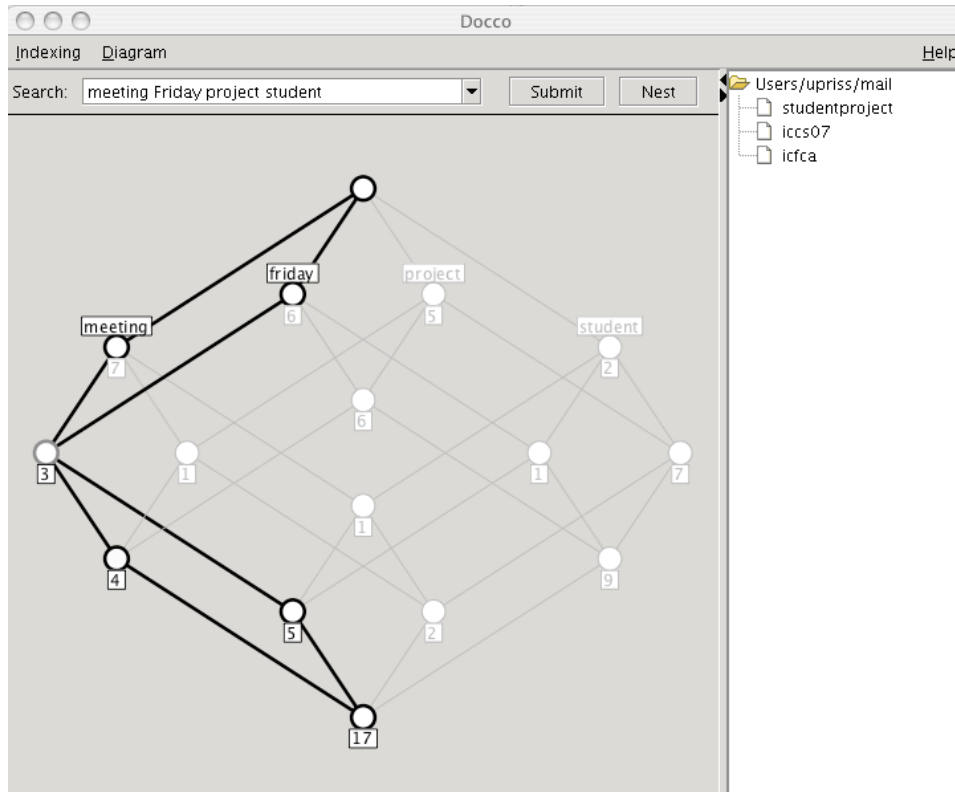 Docco
Indexing Diagram Help
Search: meeting Friday project student Submit Nest
Users/upriss/mail
studentproject
iccs07
icfca
friday project
6 5
meeting student
7 2
6
3 1 1 7
1
4 9
5 2
17